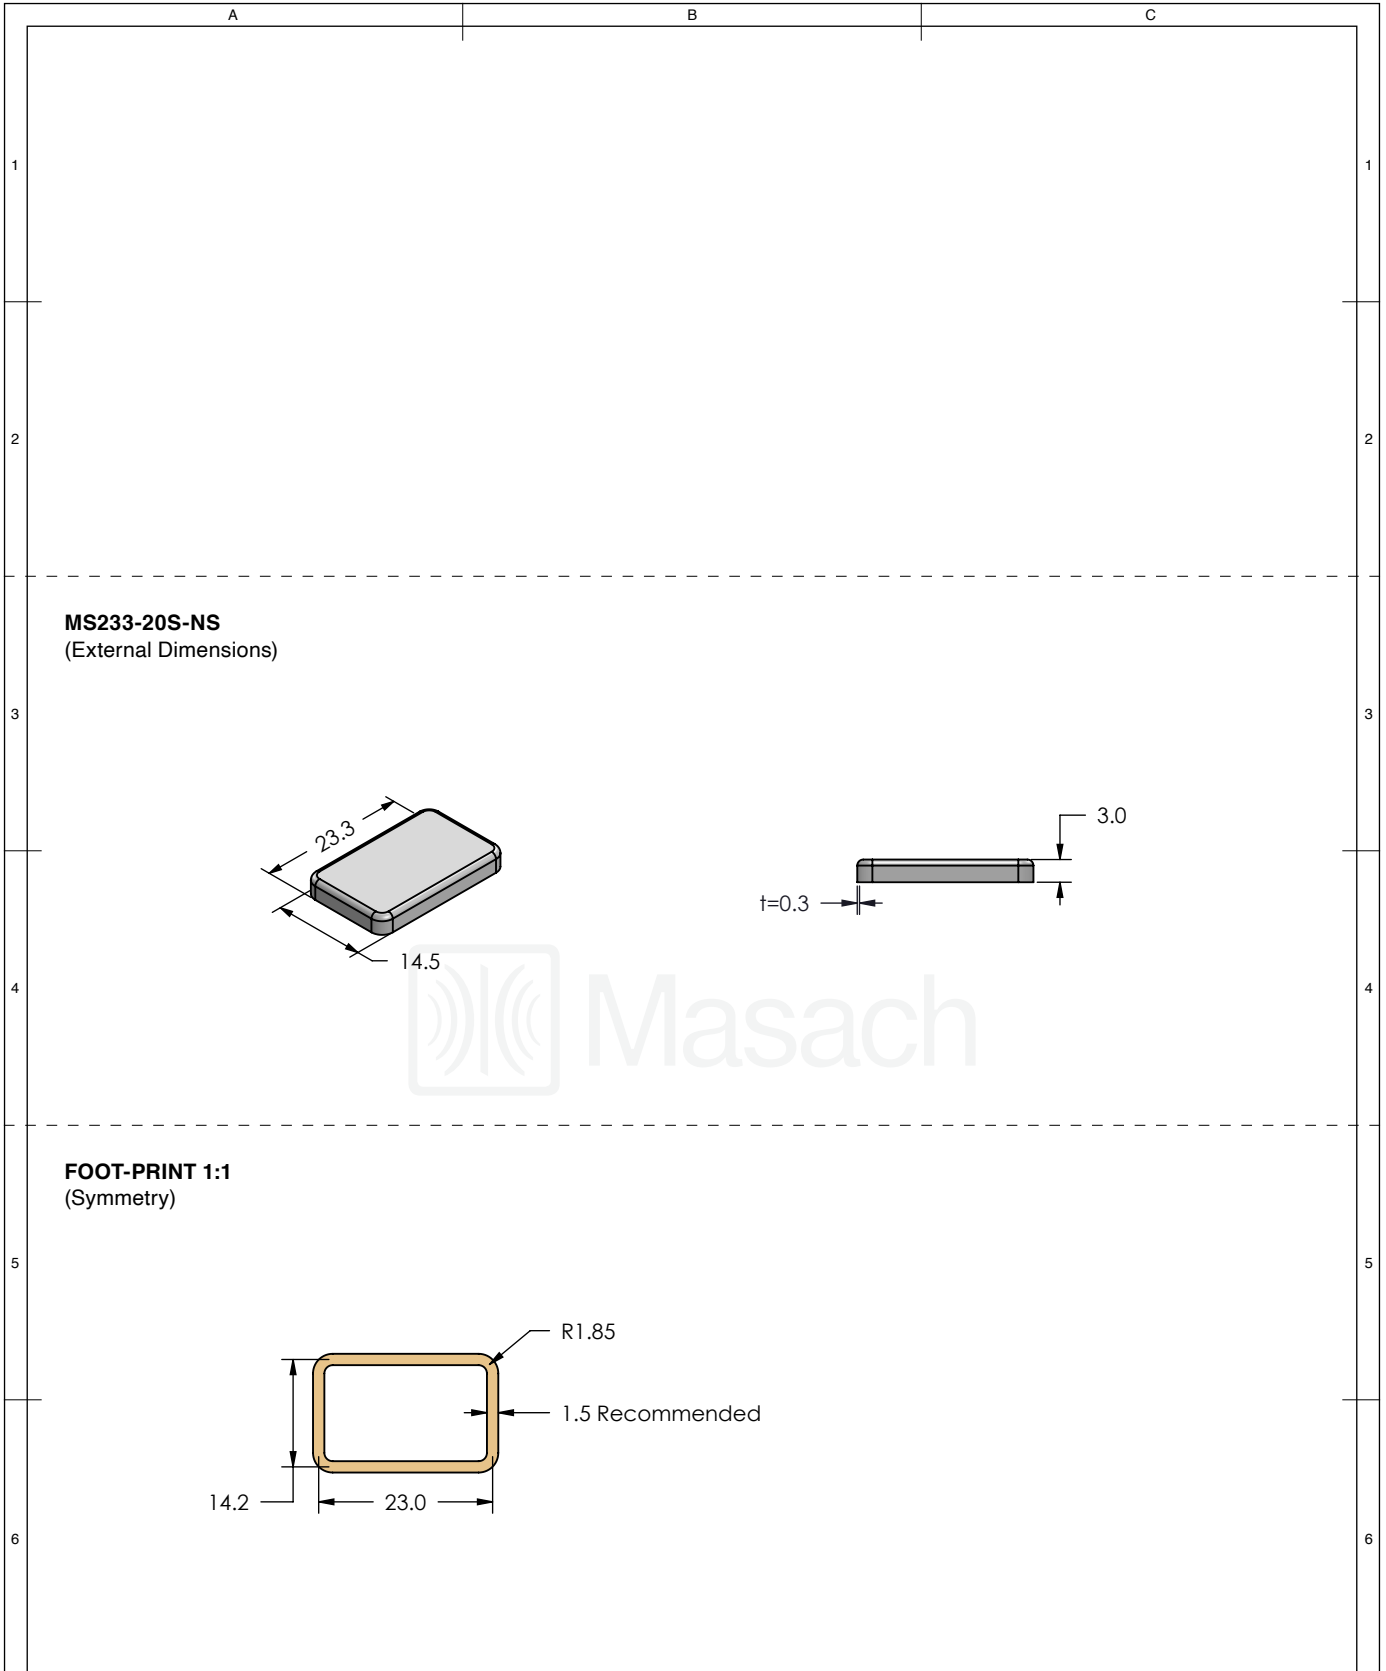 A
B
C
1
1
2
2
MS233-20S-NS
(External Dimensions)
3
3
23.3
3.0
t=0.3
14.5
Masach
4
4
FOOT-PRINT 1:1
(Symmetry)
5
5
R1.85
1.5 Recommended
14.2
23.0
6
6